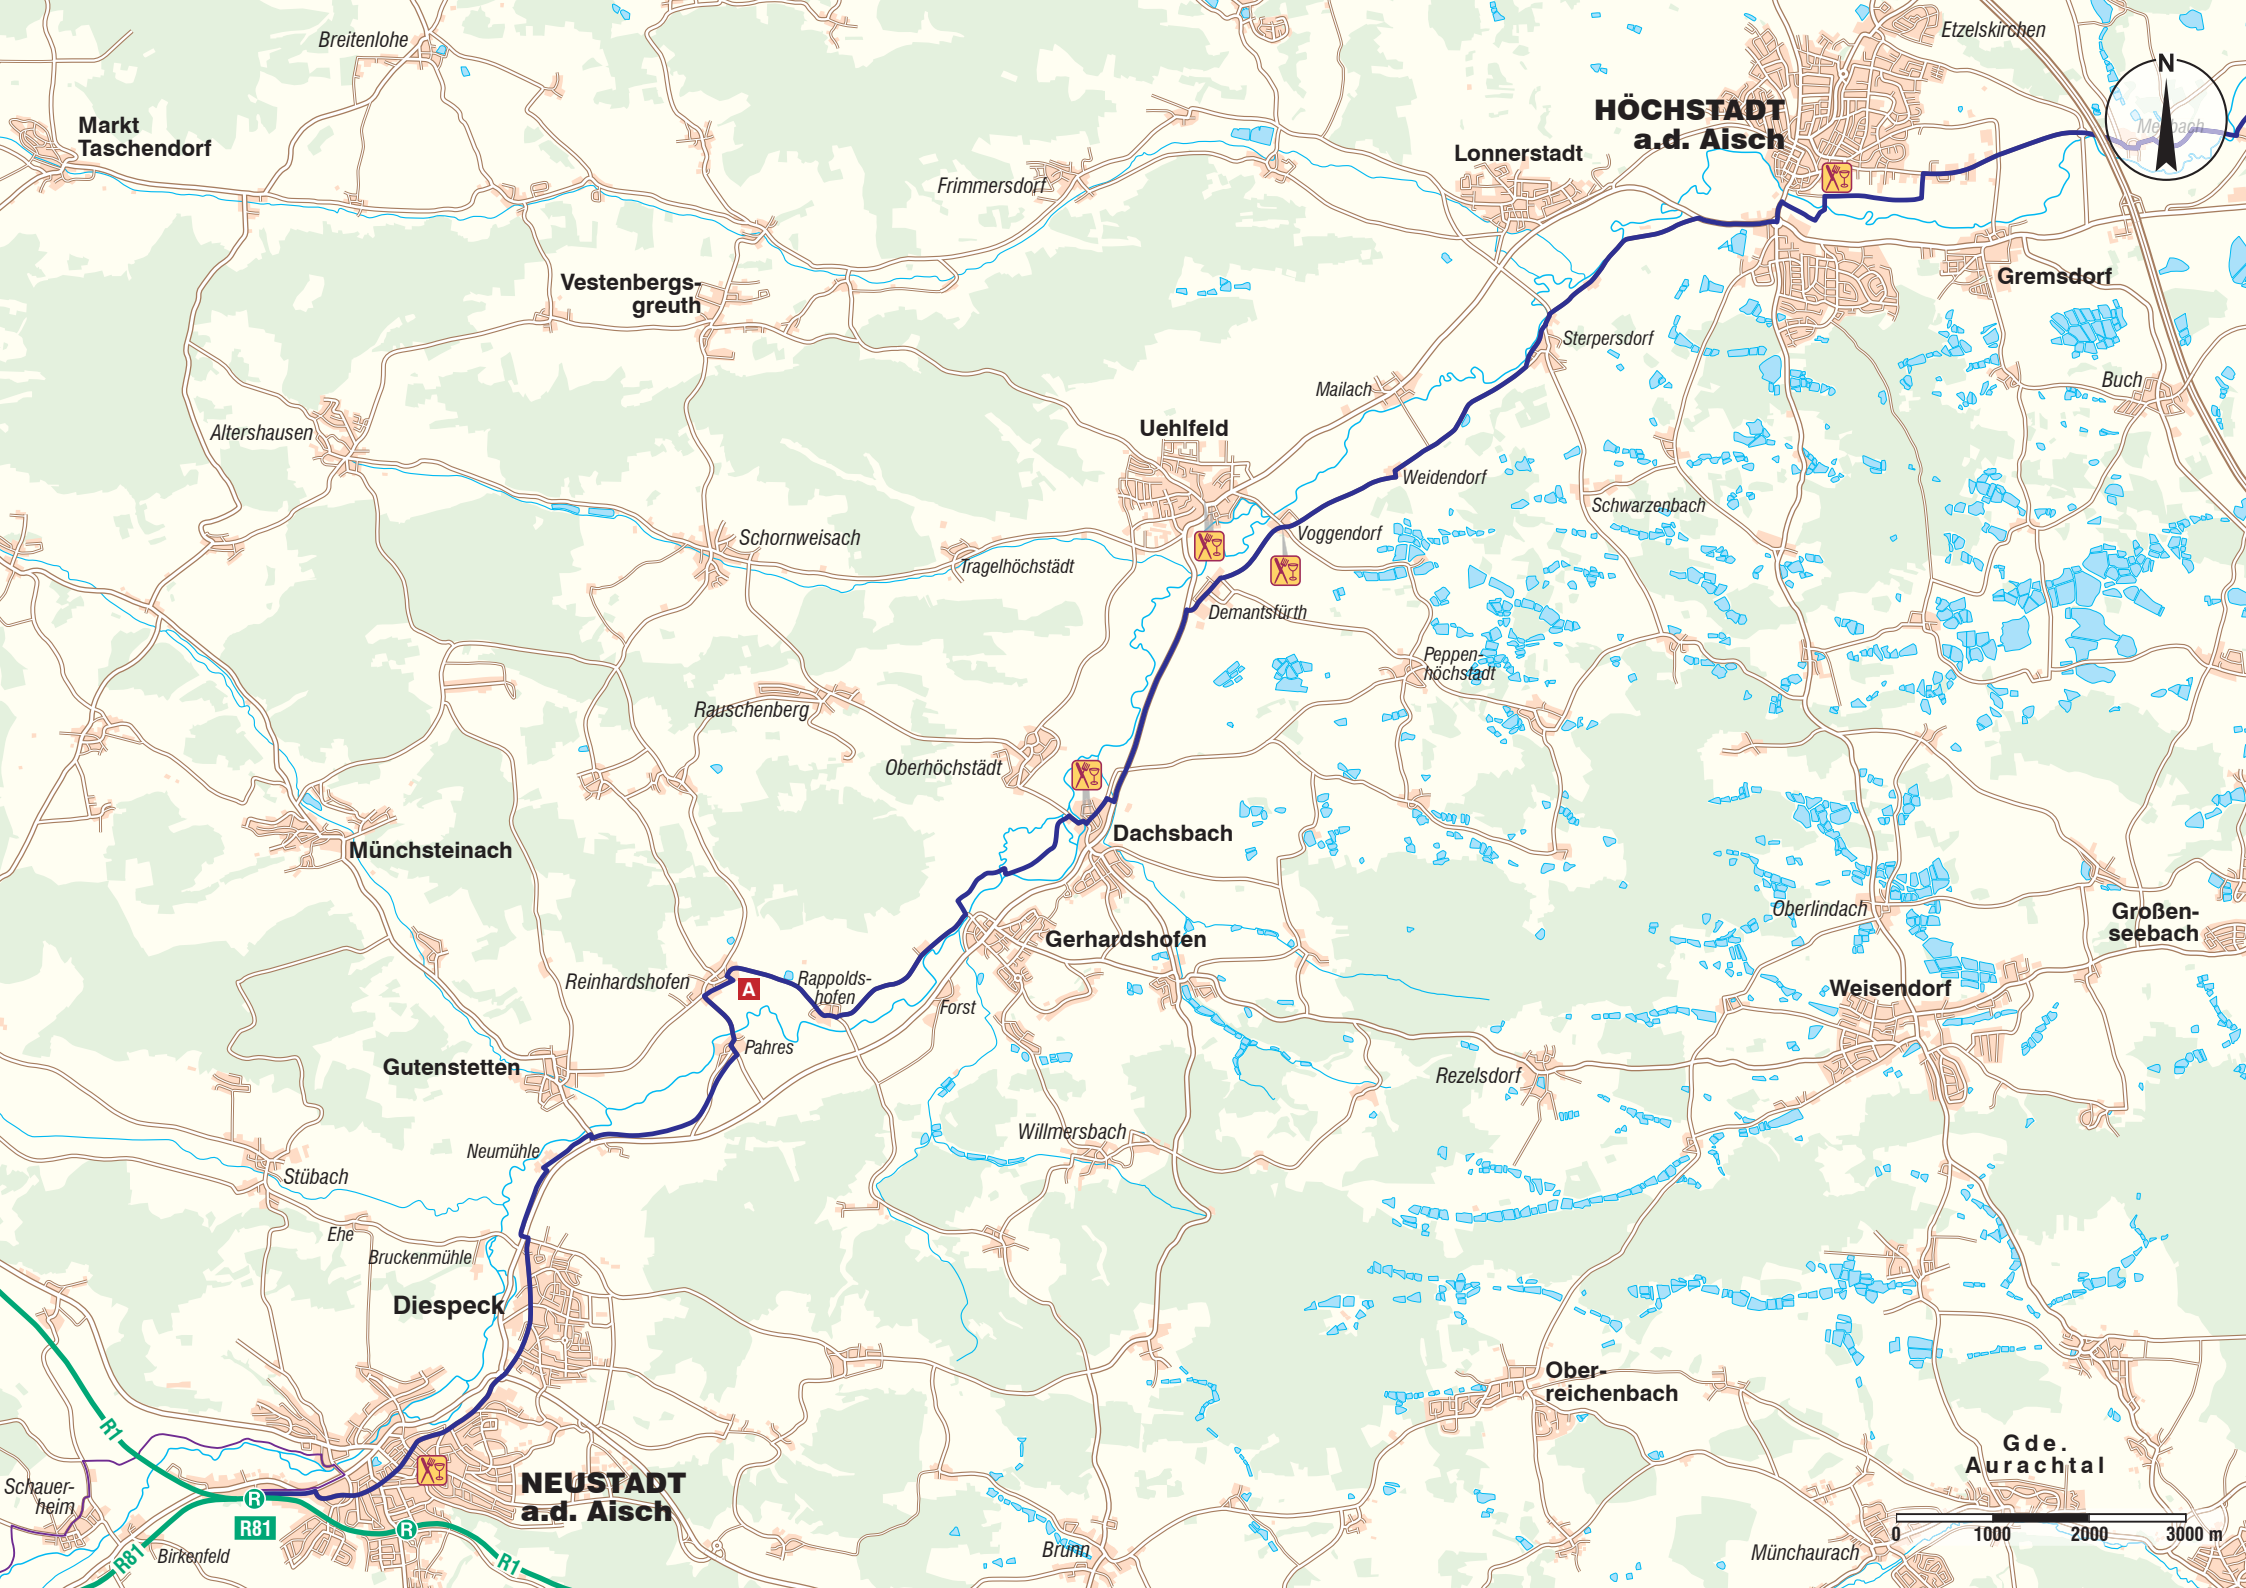 Breitenlohe
Etzelskirchen
N
HÖCHSTADT
a.d. Aisch
Markt
Taschendorf
Lonnerstadt
Frimmersdorf
Vestenbergs-
greuth
Gremsdorf
Sterpersdorf
Mailach
Buch
Altershausen
Uehlfeld
Weidendorf
Schwarzenbach
Voggendorf
Schornweisach
Tragelhöchstädt
Demantsfürth
Peppen-
höchstadt
Rauschenberg
Oberhöchstädt
Dachsbach
Münchsteinach
Oberlindach
Großen-
seebach
Gerhardshofen
Reinhardshofen
A
Rappolds-
hofen
Forst
Weisendorf
Pahres
Gutenstetten
Rezelsdorf
Willmersbach
Neumühle
Stübach
Ehe
Bruckenmühle
Diespeck
Ober-
reichenbach
R1
Gde.
Aurachtal
Schauer-
heim
NEUSTADT
a.d. Aisch
R
R81
R
R81
Birkenfeld
R1
Brunn
Münchaurach
0 1000 2000 3000 m